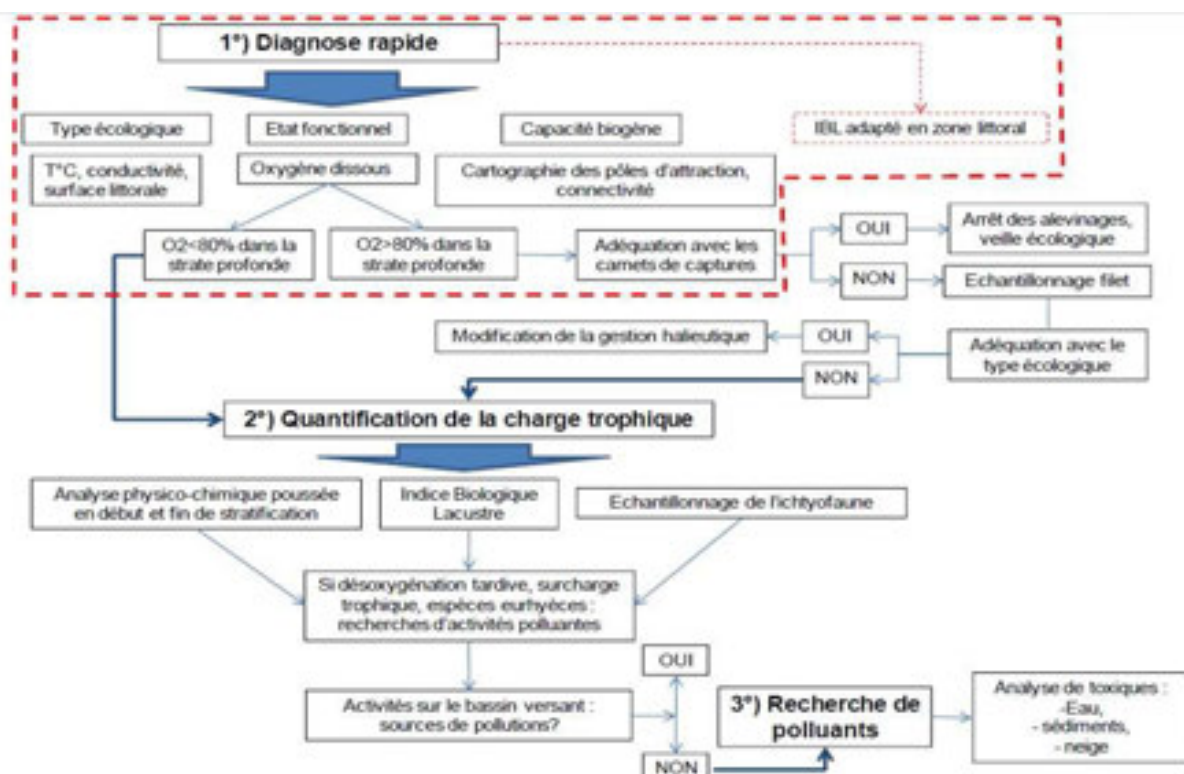 1°) Diagnose rapide
Type écologique
Etat fonctionnel
Capacité biogène
IBL adapté en zone littoral
T°C, conductivité,
surface littorale
Oxygène dissous
Cartographie des pôles d'attraction,
connectivité
O2<80% dans la
strate profonde
O2>80% dans la
strate profonde
Adéquation avec les
carnets de captures
OUI
Arrêt des alevinages,
veille écologique
NON
Echantillonnage filet
Modification de la gestion halieutique
OUI
Adéquation avec le
type écologique
NON
2°) Quantification de la charge trophique
Analyse physico-chimique poussée
en début et fin de stratification
Indice Biologique
Lacustre
Echantillonnage de l'ichtyofaune
Si désoxygénation tardive, surcharge
trophique, espèces eurhyèces :
recherches d'activités polluantes
OUI
Activités sur le bassin versant :
sources de pollutions?
3°) Recherche de
polluants
Analyse de toxiques :
-Eau,
- sédiments,
- neige
NON